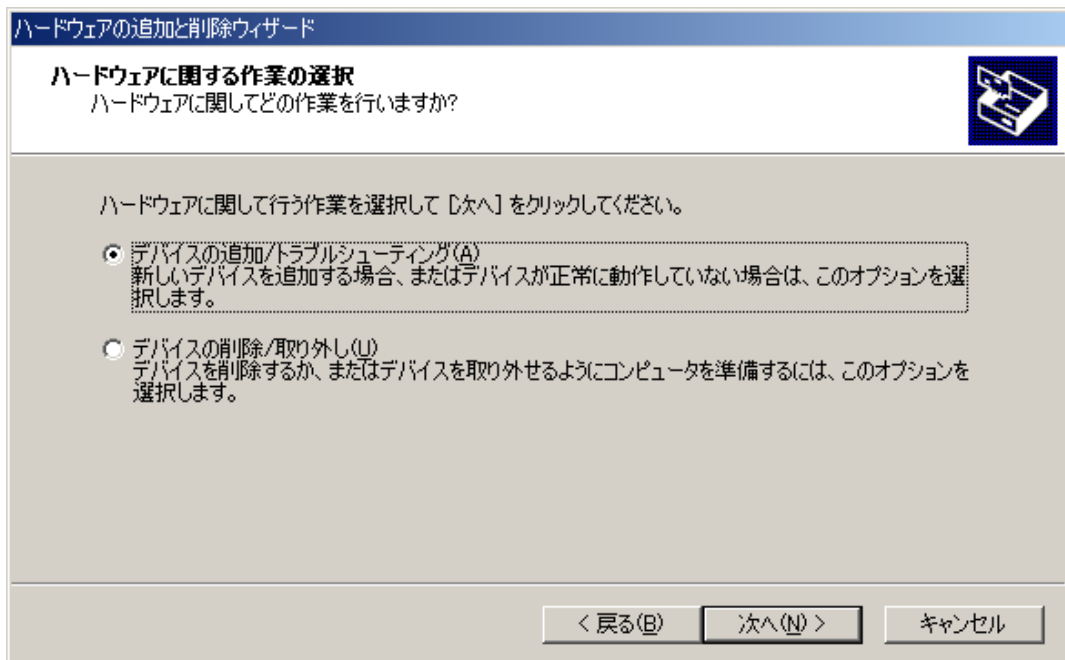 ハードウェアの追加と削除ウィザード
ハードウェアに関する作業の選択
ハードウェアに関してどの作業を行いますか?
ハードウェアに関して行う作業を選択して [次へ] をクリックしてください。
デバイスの追加/トラブルシューティング(A)
新しいデバイスを追加する場合、またはデバイスが正常に動作していない場合は、このオプションを選
択します。
デバイスの削除/取り外し(U)
デバイスを削除するか、またはデバイスを取り外せるようにコンピュータを準備するには、このオプションを
選択します。
< 戻る(B) 次へ(N) > キャンセル